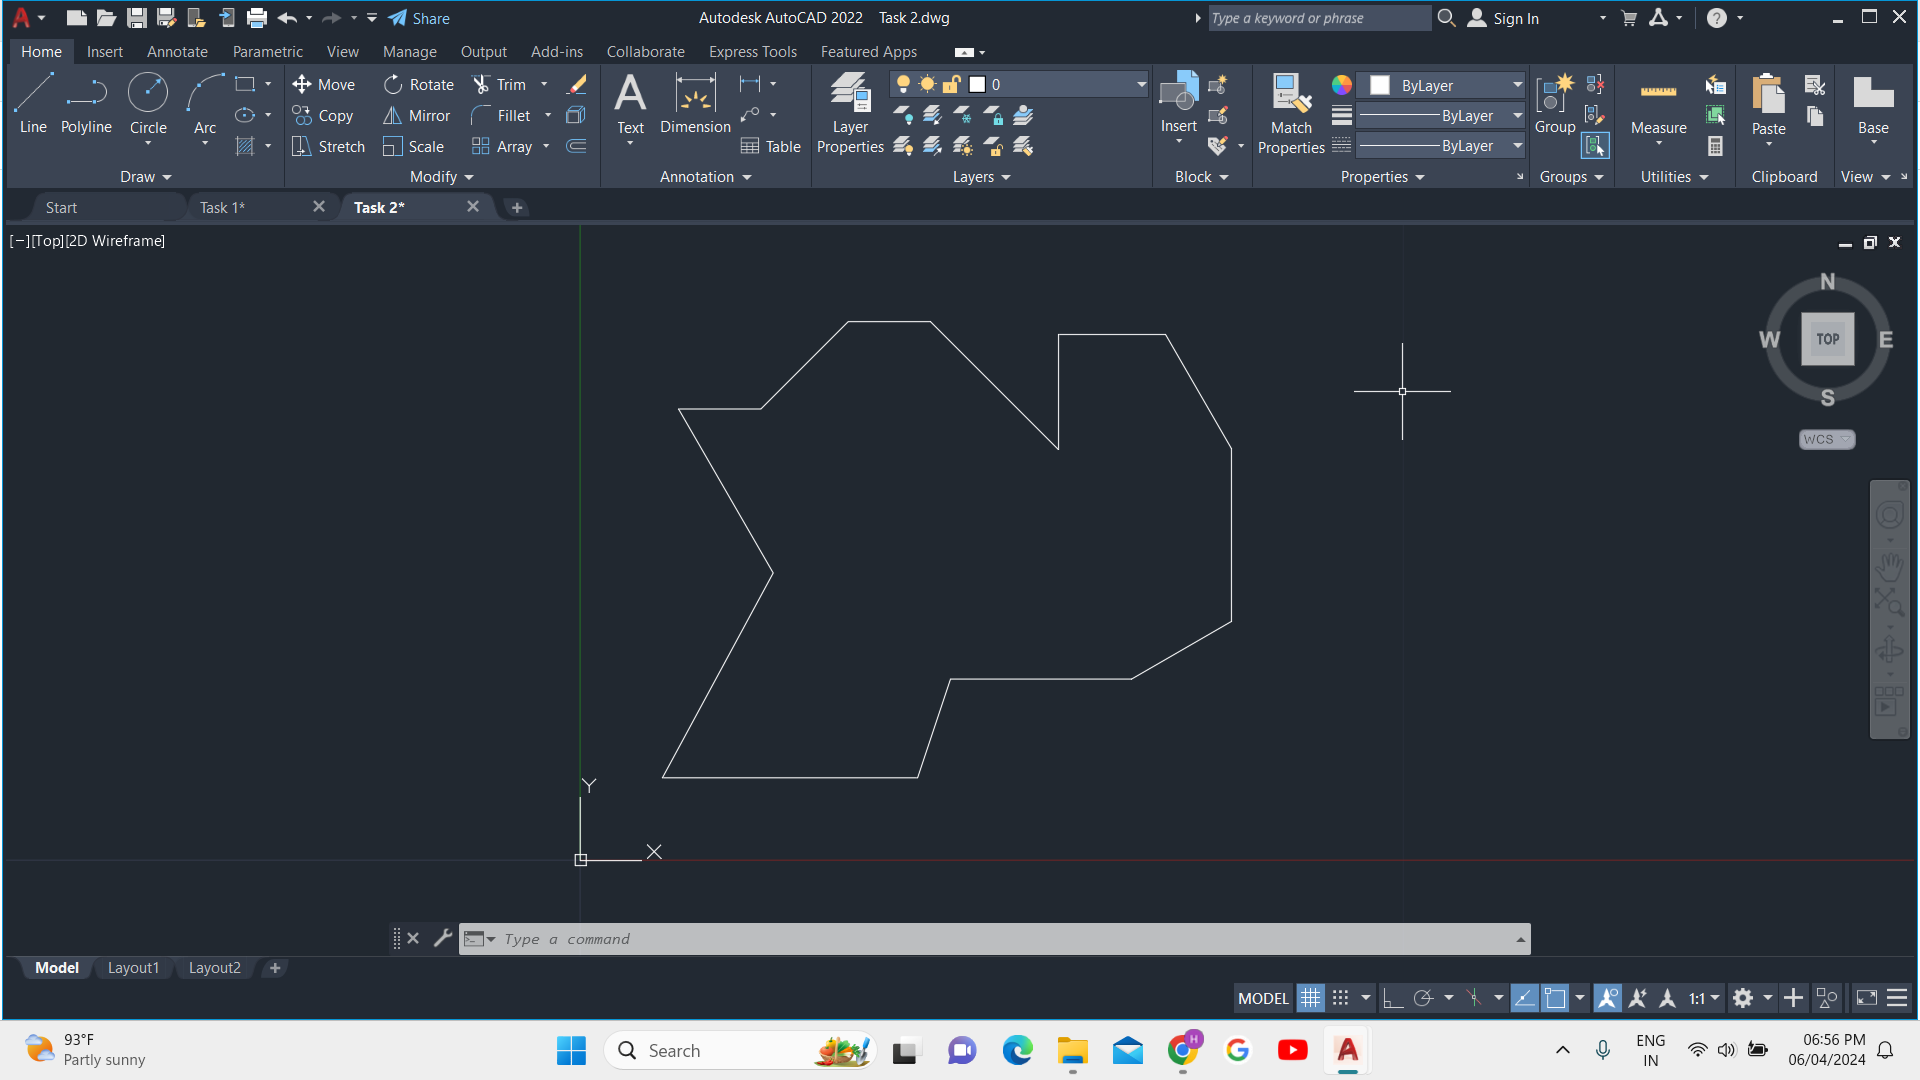 Share
Autodesk AutoCAD 2022 Task 2.dwg
Type a keyword or phrase
Sign In
Home Insert Annotate Parametric View Manage Output Add-ins Collaborate Express Tools Featured Apps
Line Polyline Circle Arc
Move Rotate Trim
Copy Mirror Fillet
Stretch Scale Array
Text Dimension Table
Layer Properties
0
Insert
Match Properties
ByLayer
ByLayer
ByLayer
Group
Measure
Paste
Base
Draw Modify Annotation Layers Block Properties Groups Utilities Clipboard View
Start Task 1* Task 2*
[−][Top][2D Wireframe]
N
W TOP E
S
WCS
Y
X
Type a command
Model Layout1 Layout2
MODEL 1:1
93°F
Partly sunny
Search
H
ENG
IN
06:56 PM
06/04/2024